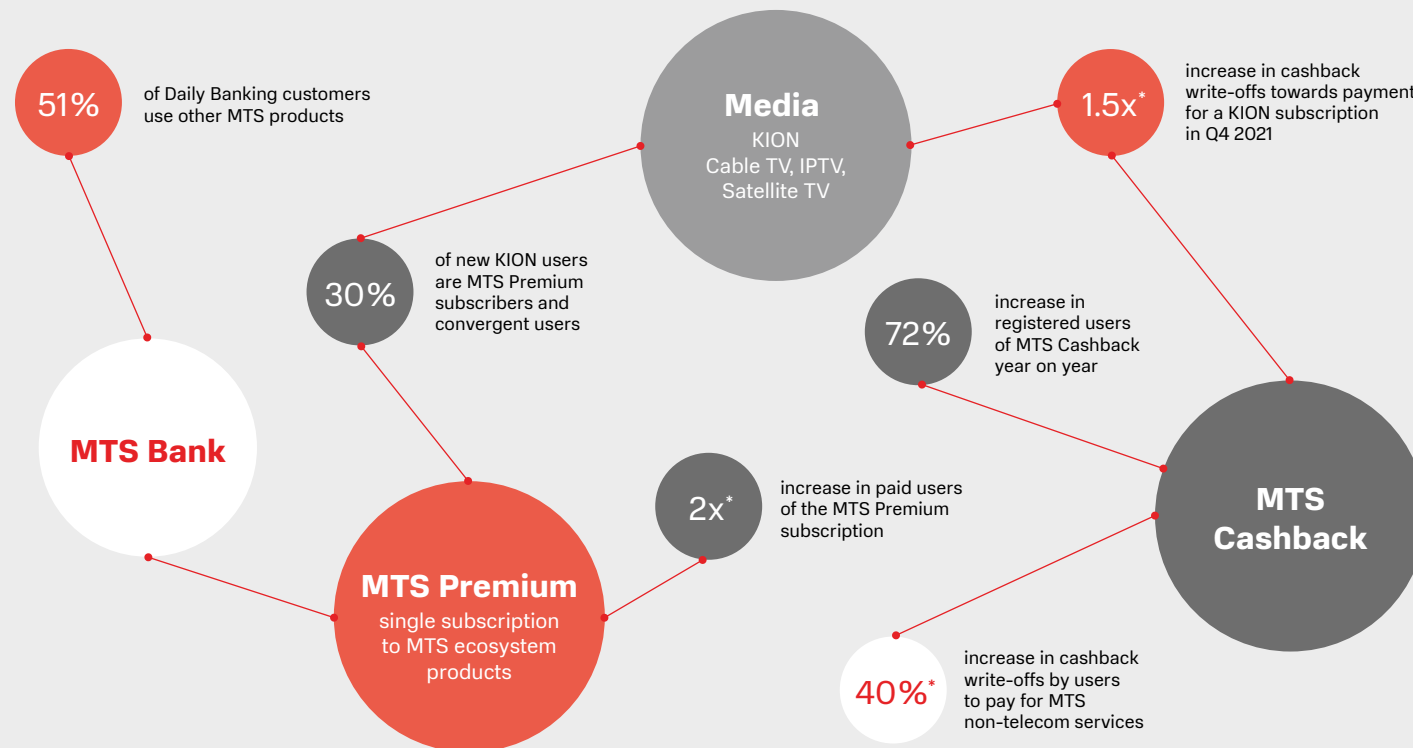 51%
of Daily Banking customers
use other MTS products
Media
KION
Cable TV, IPTV,
Satellite TV
1.5x*
increase in cashback
write-offs towards payment
for a KION subscription
in Q4 2021
30%
of new KION users
are MTS Premium
subscribers and
convergent users
72%
increase in
registered users
of MTS Cashback
year on year
MTS Bank
2x*
increase in paid users
of the MTS Premium
subscription
MTS
Cashback
MTS Premium
single subscription
to MTS ecosystem
products
40%*
increase in cashback
write-offs by users
to pay for MTS
non-telecom services